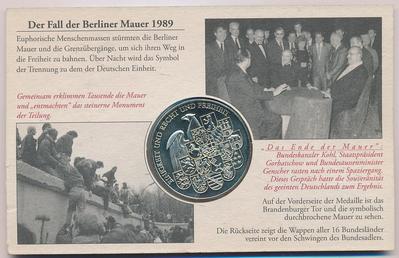 Der Fall der Berliner Mauer 1989
Euphorische Menschenmassen stürmten die Berliner
Mauer und die Grenzübergänge, um sich ihren Weg in
die Freiheit zu bahnen. Über Nacht wird das Symbol
der Trennung zu dem der Deutschen Einheit.
Gemeinsam erklimmen Tausende die Mauer
und „entmachten" das steinerne Monument
der Teilung.
EINIGKEIT UND RECHT UND FREIHEIT
„Das Ende der Mauer":
Bundeskanzler Kohl, Staatspräsident
Gorbatschow und Bundesaussenminister
Genscher rasten nach einem Spaziergang.
Dieses Gespräch hatte die Souveränität
des geeinten Deutschlands zum Ergebnis.
Auf der Vorderseite der Medaille ist das
Brandenburger Tor und die symbolisch
durchbrochene Mauer zu sehen.
Die Rückseite zeigt die Wappen aller 16 Bundesländer
vereint vor den Schwingen des Bundesadlers.